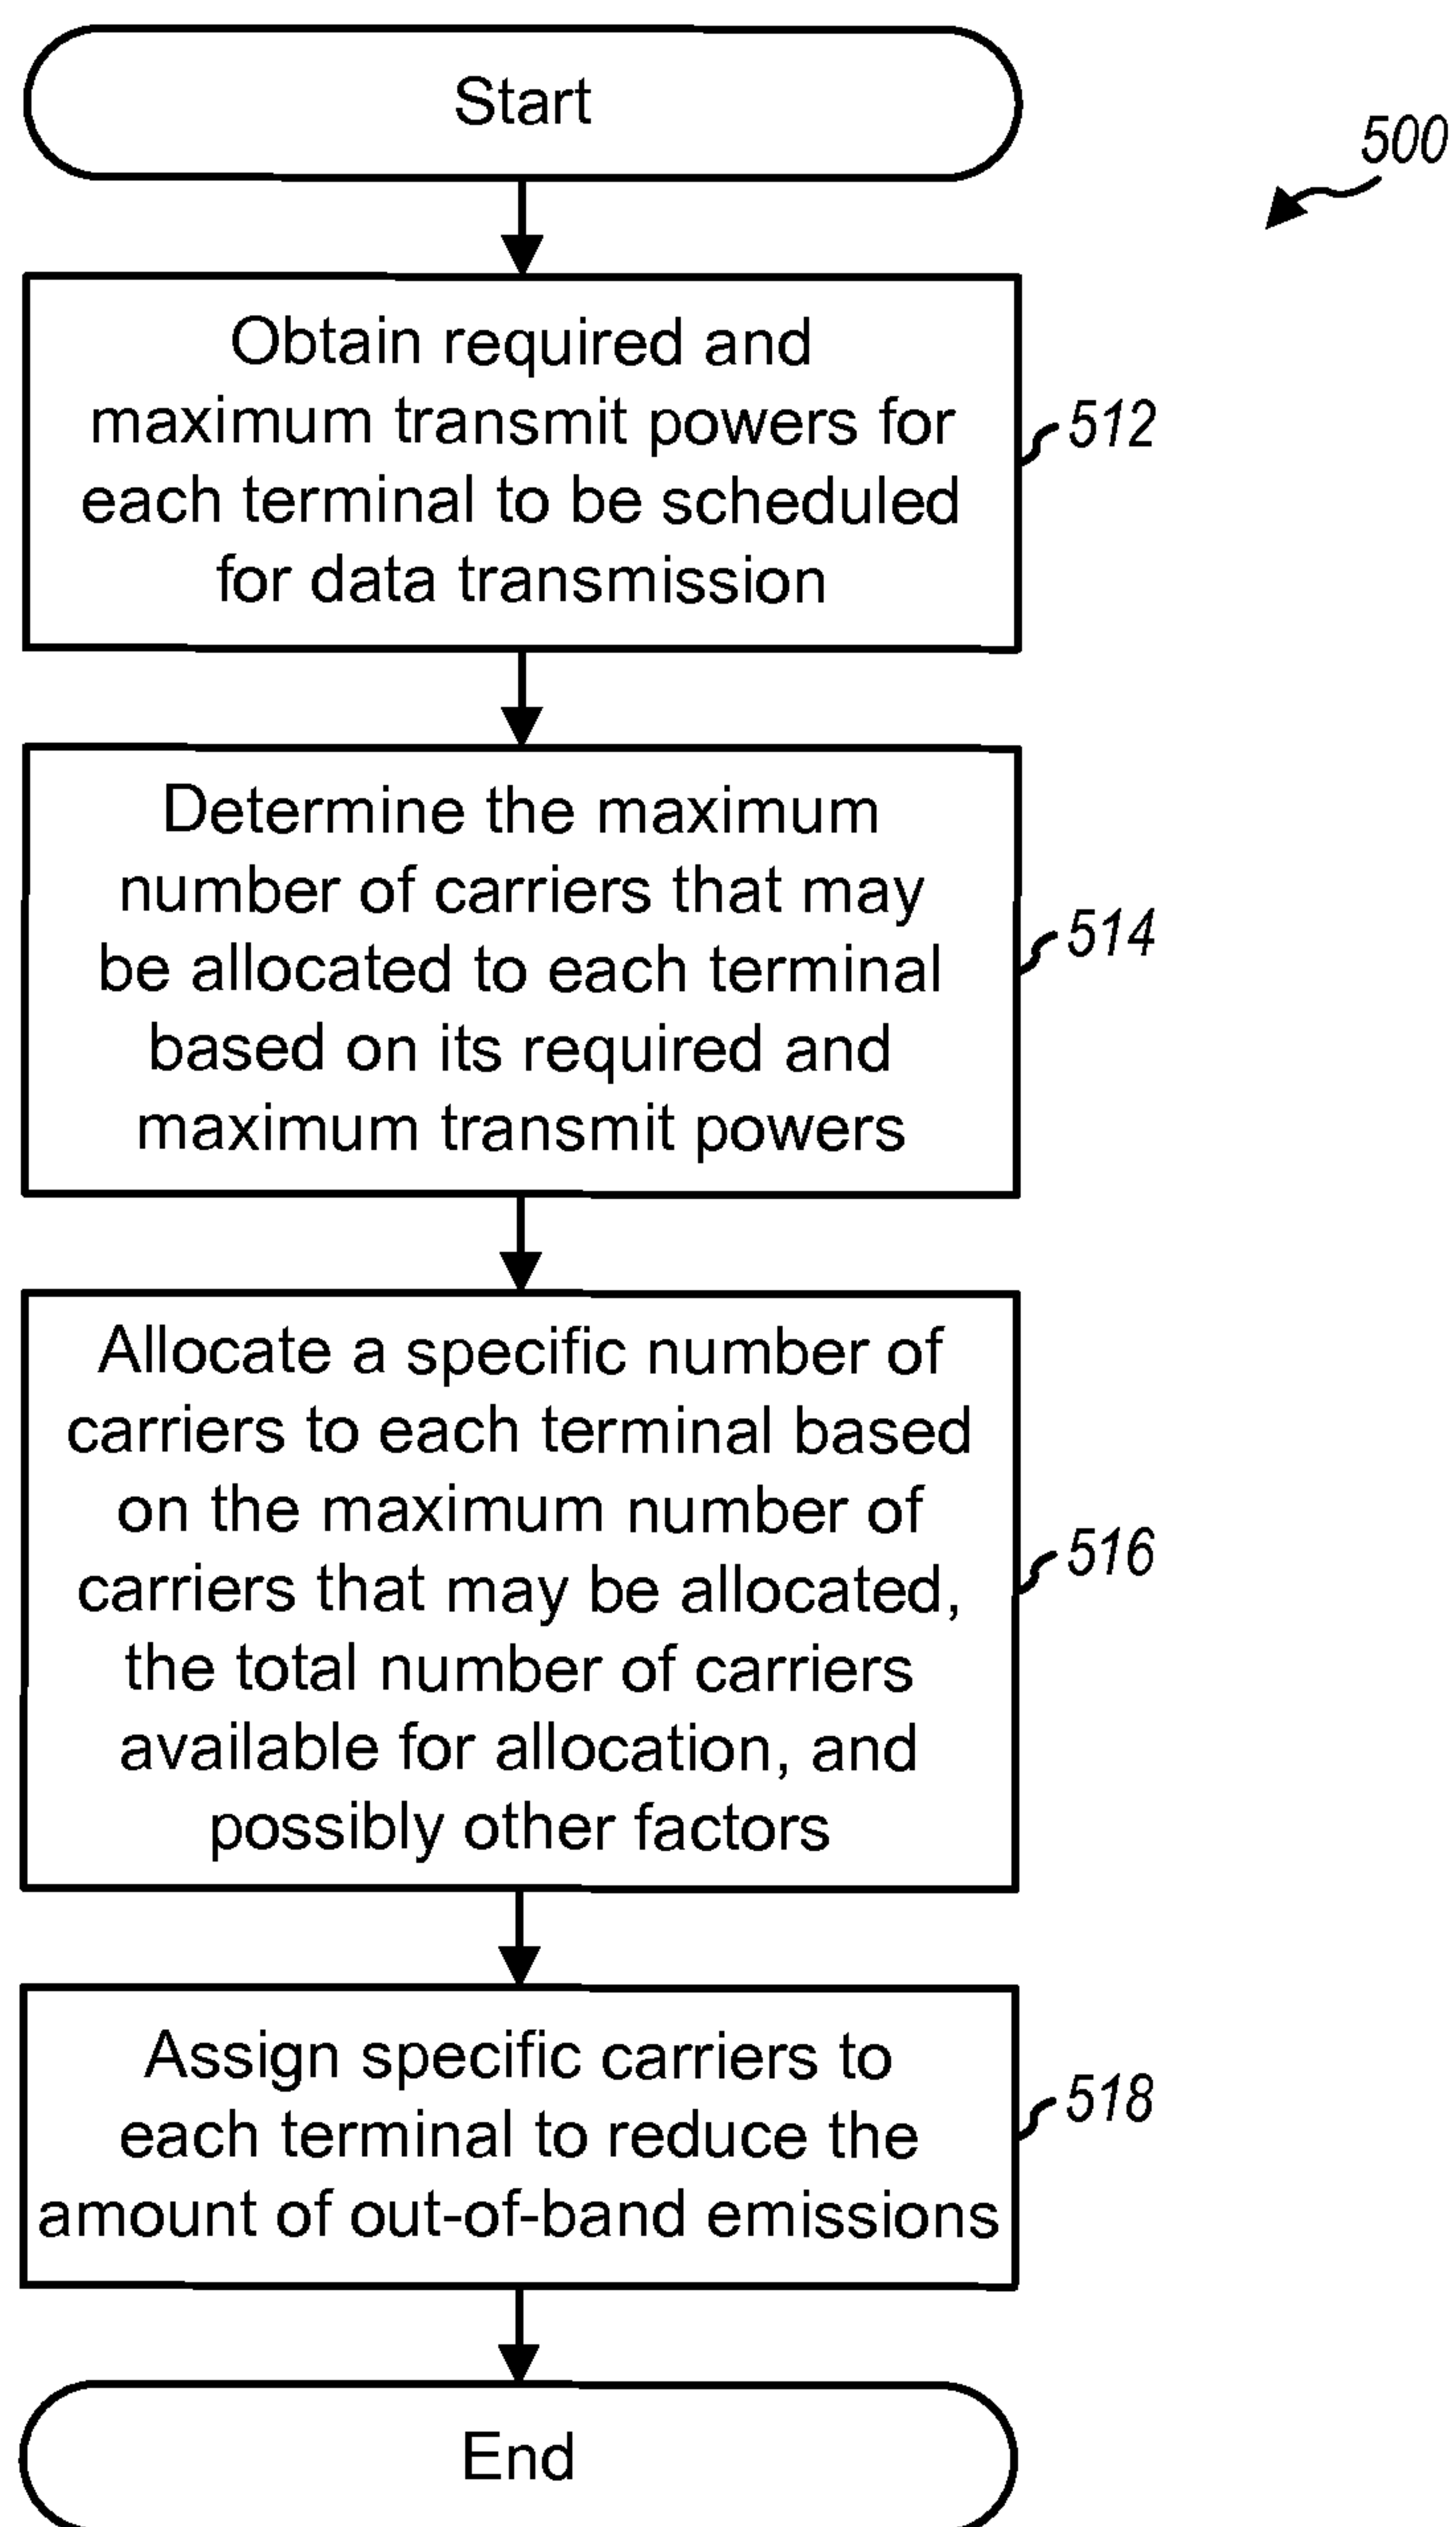 Start
500
Obtain required and
maximum transmit powers for
each terminal to be scheduled
for data transmission
512
Determine the maximum
number of carriers that may
be allocated to each terminal
based on its required and
maximum transmit powers
514
Allocate a specific number of
carriers to each terminal based
on the maximum number of
carriers that may be allocated,
the total number of carriers
available for allocation, and
possibly other factors
516
Assign specific carriers to
each terminal to reduce the
amount of out-of-band emissions
518
End